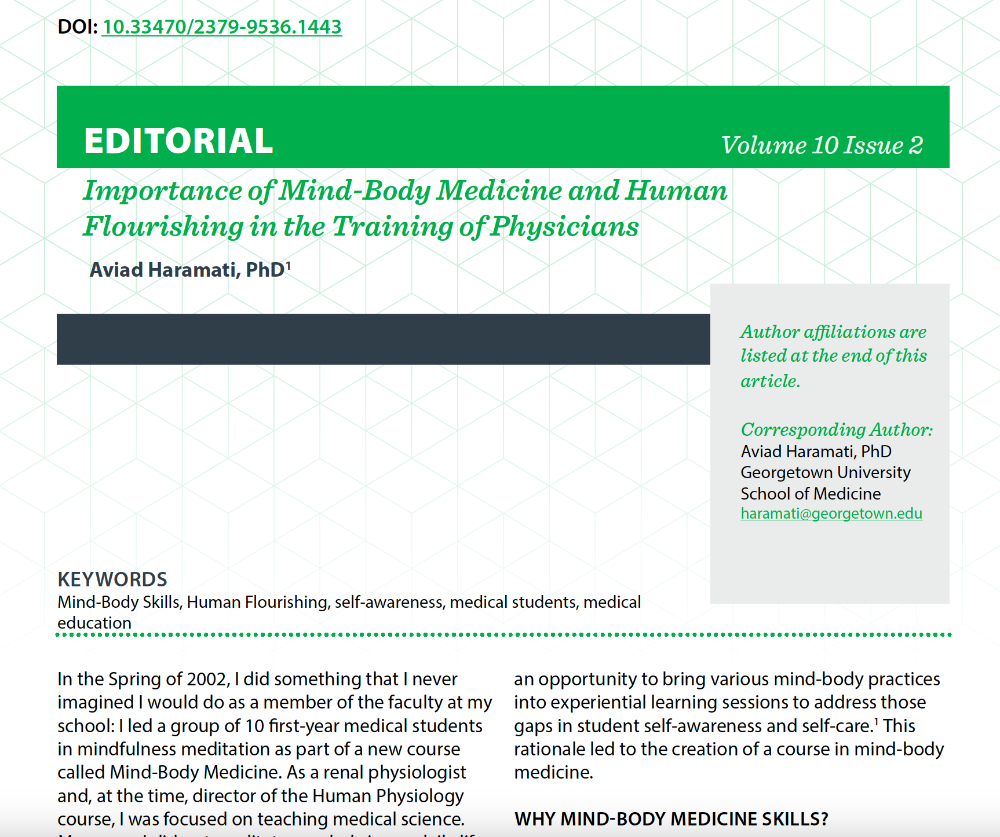 DOI: 10.33470/2379-9536.1443
EDITORIAL
Volume 10 Issue 2
Importance of Mind-Body Medicine and Human
Flourishing in the Training of Physicians
Aviad Haramati, PhD¹
Author affiliations are
listed at the end of this
article.
Corresponding Author:
Aviad Haramati, PhD
Georgetown University
School of Medicine
haramati@georgetown.edu
KEYWORDS
Mind-Body Skills, Human Flourishing, self-awareness, medical students, medical
education
In the Spring of 2002, I did something that I never
imagined I would do as a member of the faculty at my
school: I led a group of 10 first-year medical students
in mindfulness meditation as part of a new course
called Mind-Body Medicine. As a renal physiologist
and, at the time, director of the Human Physiology
course, I was focused on teaching medical science.
an opportunity to bring various mind-body practices
into experiential learning sessions to address those
gaps in student self-awareness and self-care.¹ This
rationale led to the creation of a course in mind-body
medicine.
WHY MIND-BODY MEDICINE SKILLS?